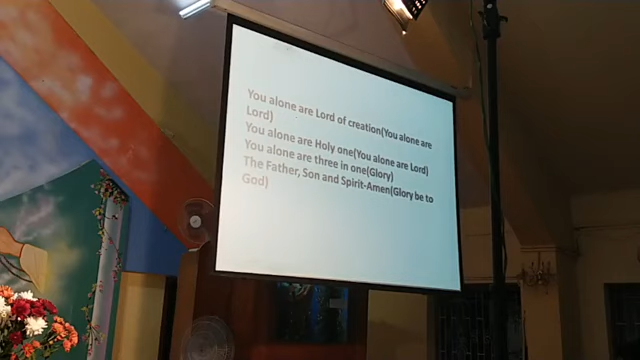 You alone are Lord of creation(You alone are
Lord)
You alone are Holy one(You alone are Lord)
You alone are three in one(Glory)
The Father, Son and Spirit-Amen(Glory be to
God)